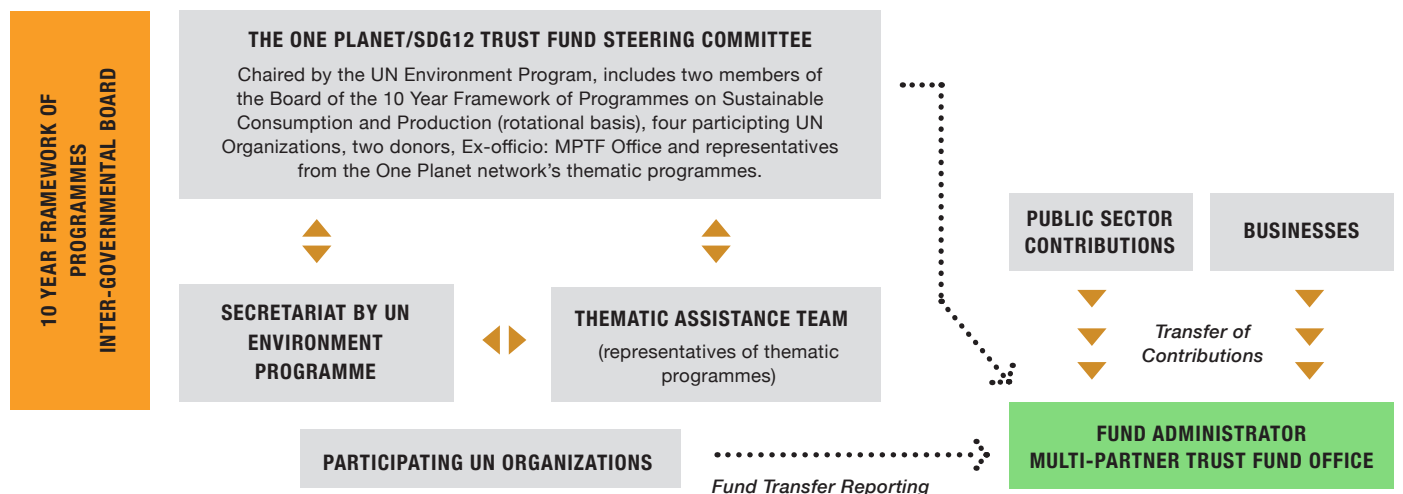 10 YEAR FRAMEWORK OF
PROGRAMMES
INTER-GOVERNMENTAL BOARD
THE ONE PLANET/SDG12 TRUST FUND STEERING COMMITTEE
Chaired by the UN Environment Program, includes two members of
the Board of the 10 Year Framework of Programmes on Sustainable
Consumption and Production (rotational basis), four participting UN
Organizations, two donors, Ex-officio: MPTF Office and representatives
from the One Planet network’s thematic programmes.
SECRETARIAT BY UN
ENVIRONMENT
PROGRAMME
THEMATIC ASSISTANCE TEAM
(representatives of thematic
programmes)
PUBLIC SECTOR
CONTRIBUTIONS
BUSINESSES
Transfer of
Contributions
PARTICIPATING UN ORGANIZATIONS
Fund Transfer Reporting
FUND ADMINISTRATOR
MULTI-PARTNER TRUST FUND OFFICE